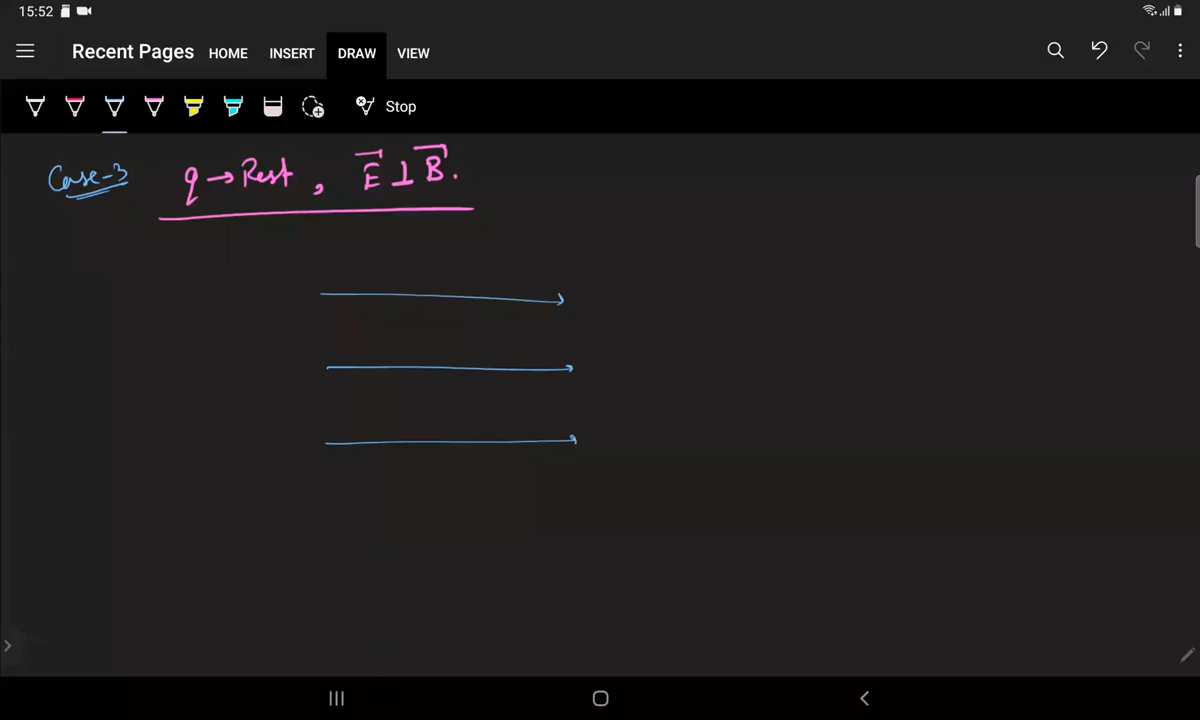 15:52
Recent Pages HOME INSERT DRAW VIEW
Stop
Case-3 q → Rest, E⃗ ⊥ B⃗.